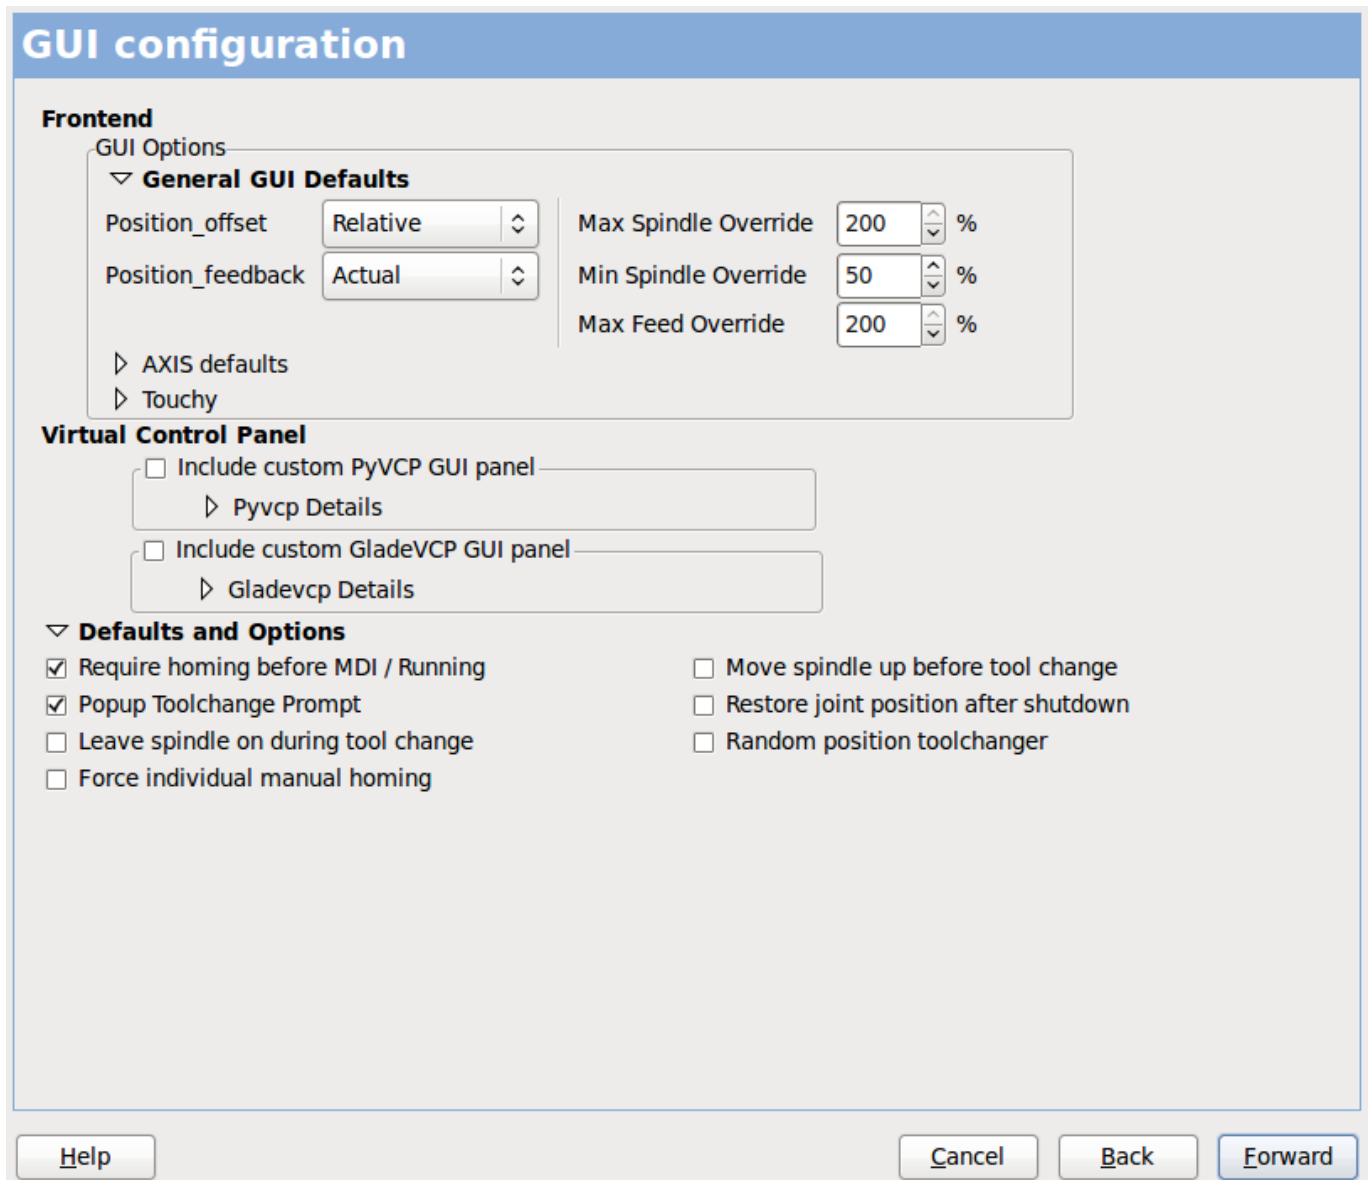 GUI configuration
Frontend
GUI Options
General GUI Defaults
Position_offset Relative Max Spindle Override 200 %
Position_feedback Actual Min Spindle Override 50 %
Max Feed Override 200 %
AXIS defaults
Touchy
Virtual Control Panel
Include custom PyVCP GUI panel
Pyvcp Details
Include custom GladeVCP GUI panel
Gladevcp Details
Defaults and Options
Require homing before MDI / Running Move spindle up before tool change
Popup Toolchange Prompt Restore joint position after shutdown
Leave spindle on during tool change Random position toolchanger
Force individual manual homing
Help Cancel Back Forward